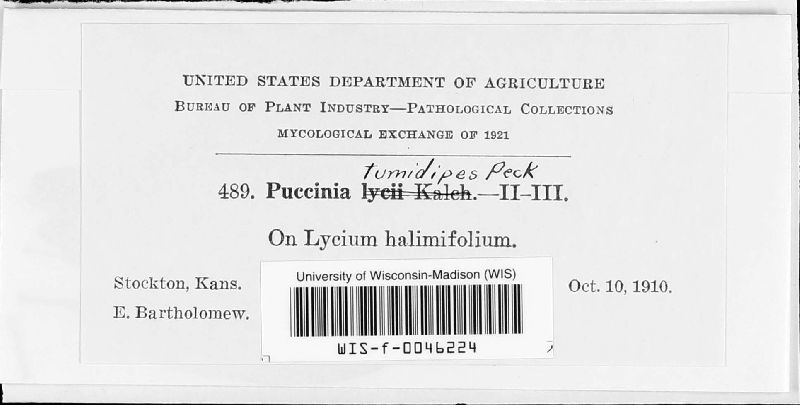 UNITED STATES DEPARTMENT OF AGRICULTURE
BUREAU OF PLANT INDUSTRY—PATHOLOGICAL COLLECTIONS
MYCOLOGICAL EXCHANGE OF 1921
tumidipes Peck
489. Puccinia lycii Kalch.—II–III.
On Lycium halimifolium.
Stockton, Kans.
Oct. 10, 1910.
E. Bartholomew.
University of Wisconsin-Madison (WIS)
WIS-f-0046224